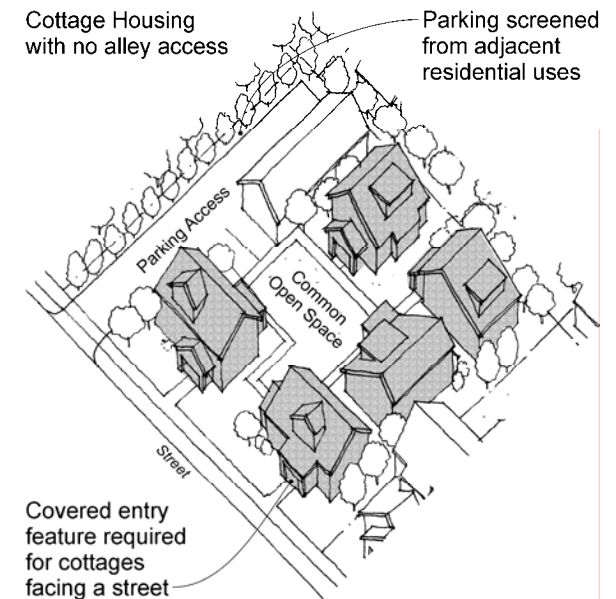 Cottage Housing
with no alley access
Parking screened
from adjacent
residential uses
Parking Access
Common
Open Space
Street
Covered entry
feature required
for cottages
facing a street